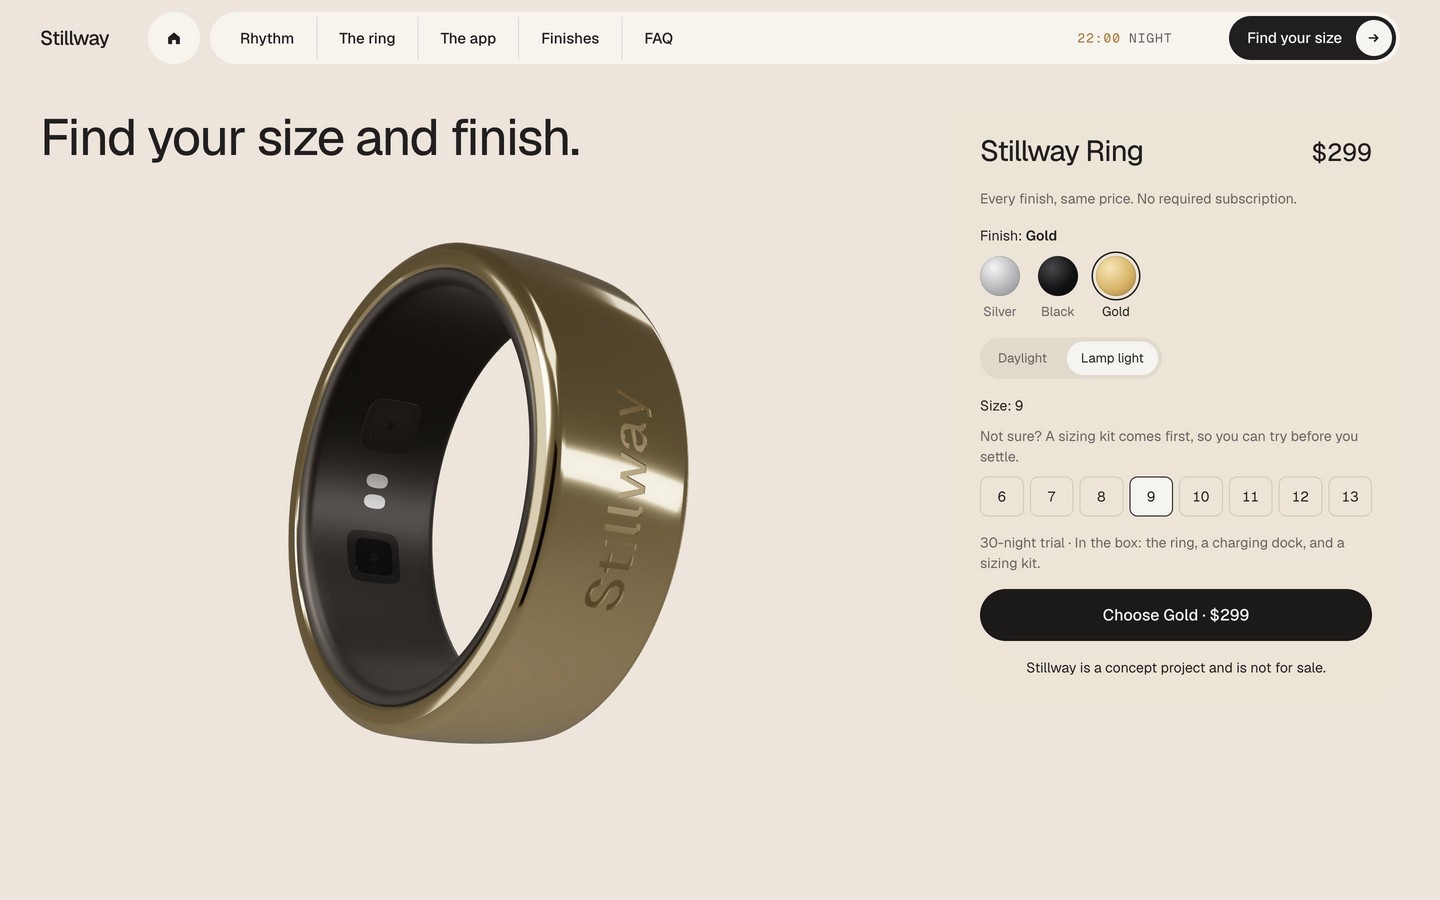 Stillway
Rhythm
The ring
The app
Finishes
FAQ
22:00 NIGHT
Find your size
Find your size and finish.
Stillway
Stillway Ring
$299
Every finish, same price. No required subscription.
Finish: Gold
Silver
Black
Gold
Daylight
Lamp light
Size: 9
Not sure? A sizing kit comes first, so you can try before you
settle.
6
7
8
9
10
11
12
13
30-night trial · In the box: the ring, a charging dock, and a
sizing kit.
Choose Gold · $299
Stillway is a concept project and is not for sale.